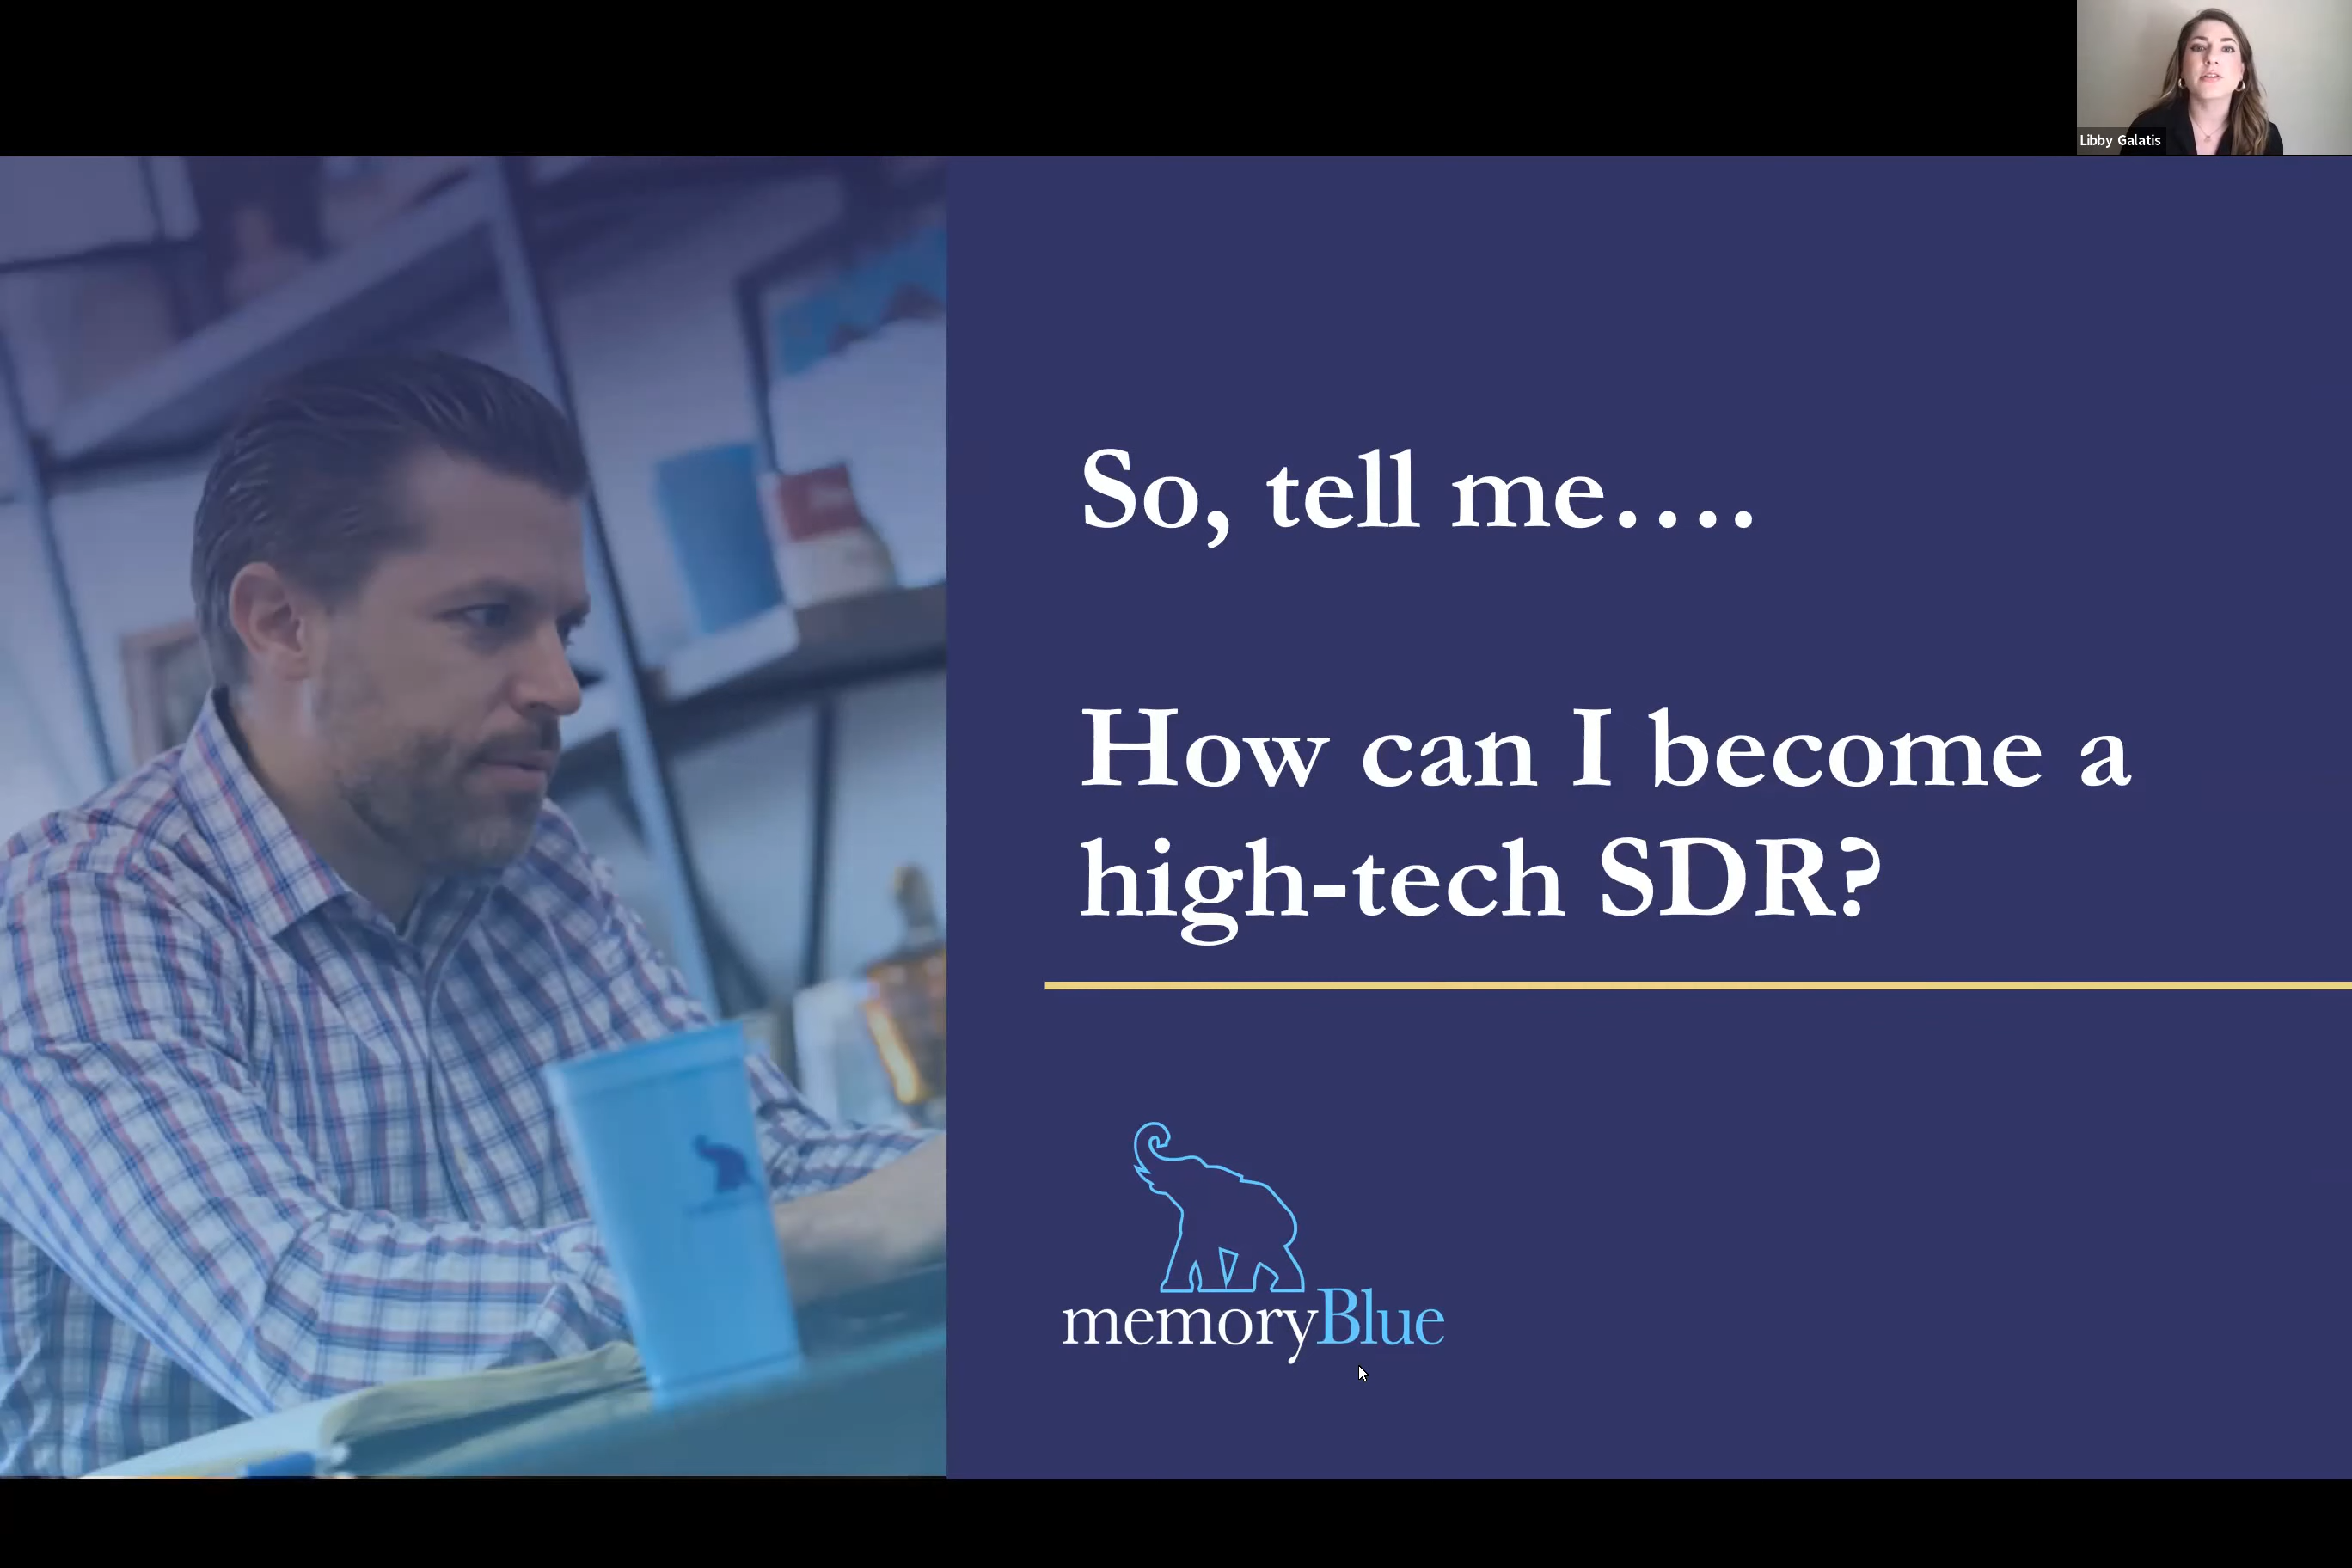 Libby Galatis
So, tell me....
How can I become a
high-tech SDR?
memoryBlue